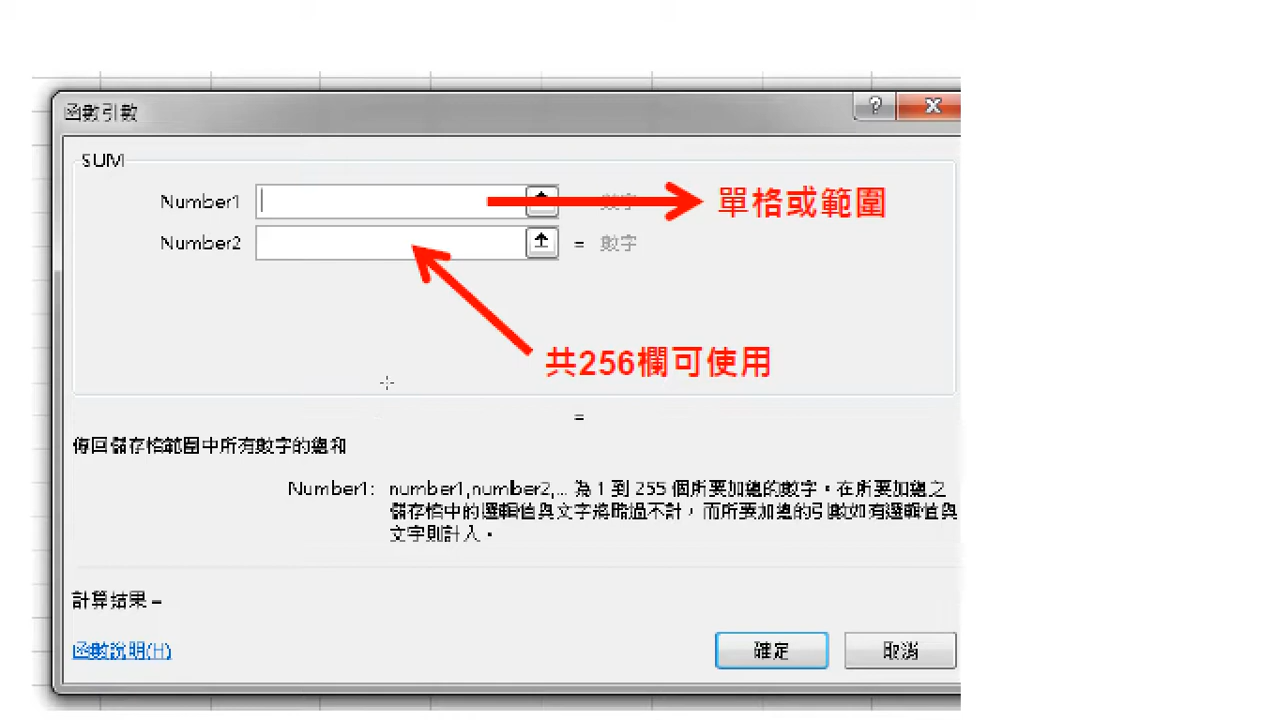 函數引數
?
SUM
Number1
數字
單格或範圍
Number2
= 數字
共256欄可使用
=
傳回儲存格範圍中所有數字的總和
Number1: number1,number2,... 為 1 到 255 個所要加總的數字。在所要加總之
儲存格中的邏輯值與文字將略過不計，而所要加總的引數如有邏輯值與
文字則計入。
計算結果 =
函數說明(H)
確定
取消